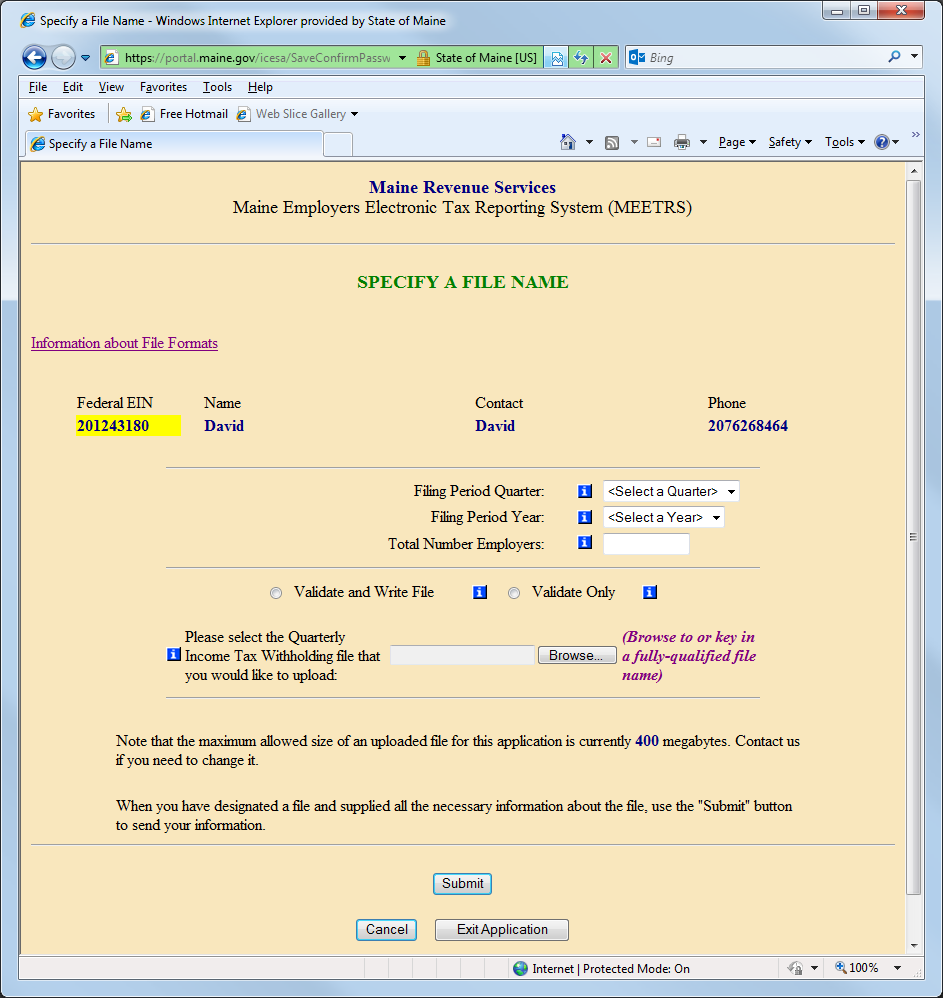 Specify a File Name - Windows Internet Explorer provided by State of Maine
https://portal.maine.gov/icesa/SaveConfirmPassw State of Maine [US] Bing
File Edit View Favorites Tools Help
Favorites Free Hotmail Web Slice Gallery
Specify a File Name Page Safety Tools »
Maine Revenue Services
Maine Employers Electronic Tax Reporting System (MEETRS)
SPECIFY A FILE NAME
Information about File Formats
Federal EIN Name Contact Phone
201243180 David David 2076268464
Filing Period Quarter: i <Select a Quarter>
Filing Period Year: i <Select a Year>
Total Number Employers: i
Validate and Write File i Validate Only i
Please select the Quarterly
i Income Tax Withholding file that
you would like to upload:
Browse...
(Browse to or key in
a fully-qualified file
name)
Note that the maximum allowed size of an uploaded file for this application is currently 400 megabytes. Contact us
if you need to change it.
When you have designated a file and supplied all the necessary information about the file, use the "Submit" button
to send your information.
Submit
Cancel Exit Application
Internet | Protected Mode: On 100%